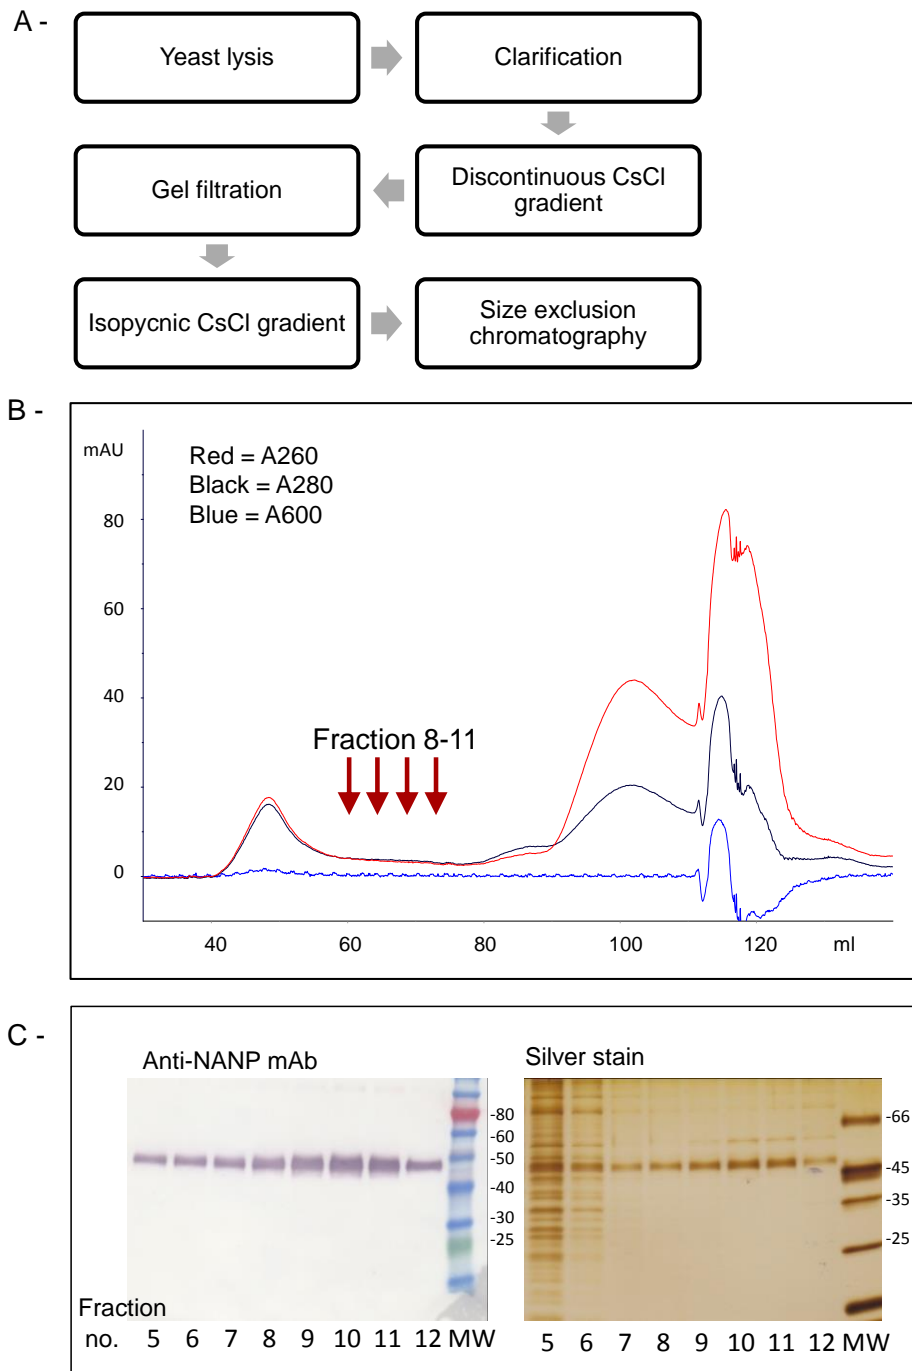 A -
Yeast lysis
Clarification
Gel filtration
Discontinuous CsCl
gradient
Isopycnic CsCl gradient
Size exclusion
chromatography
B -
mAU
Red = A260
Black = A280
Blue = A600
80
60
40
20
0
Fraction 8-11
40 60 80 100 120 ml
C -
Anti-NANP mAb
-80
-60
-50
-40
-30
-25
Fraction
no. 5 6 7 8 9 10 11 12 MW
Silver stain
-66
-45
-35
-25
5 6 7 8 9 10 11 12 MW